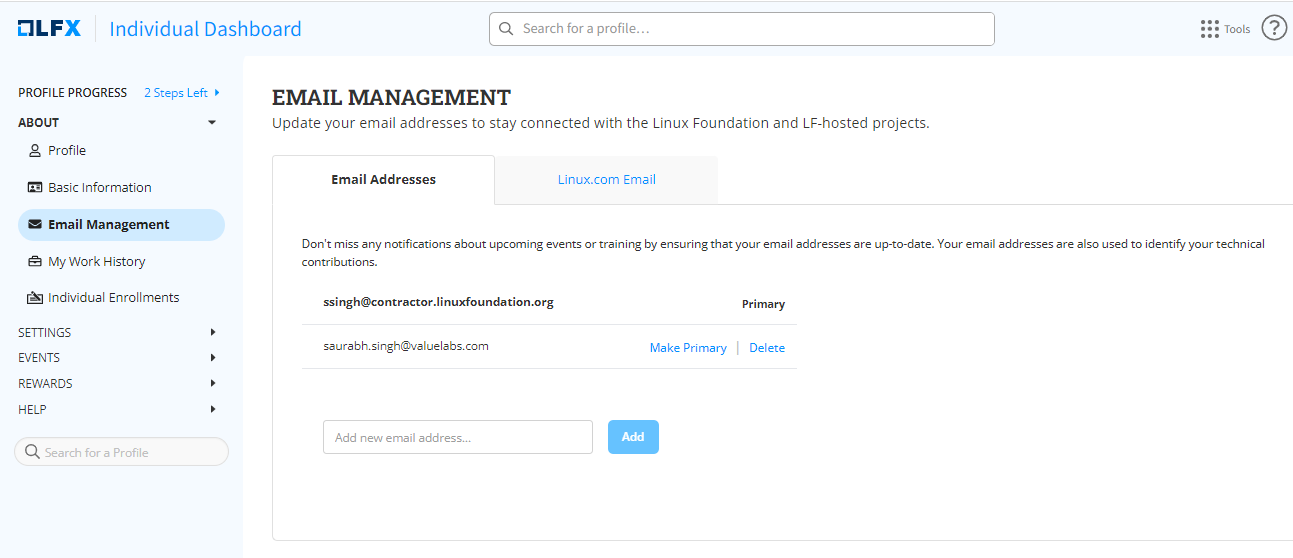 LFX Individual Dashboard
Search for a profile...
Tools
?
PROFILE PROGRESS 2 Steps Left
ABOUT
Profile
Basic Information
Email Management
My Work History
Individual Enrollments
SETTINGS
EVENTS
REWARDS
HELP
Search for a Profile
EMAIL MANAGEMENT
Update your email addresses to stay connected with the Linux Foundation and LF-hosted projects.
Email Addresses Linux.com Email
Don't miss any notifications about upcoming events or training by ensuring that your email addresses are up-to-date. Your email addresses are also used to identify your technical
contributions.
ssingh@contractor.linuxfoundation.org Primary
saurabh.singh@valuelabs.com Make Primary | Delete
Add new email address... Add